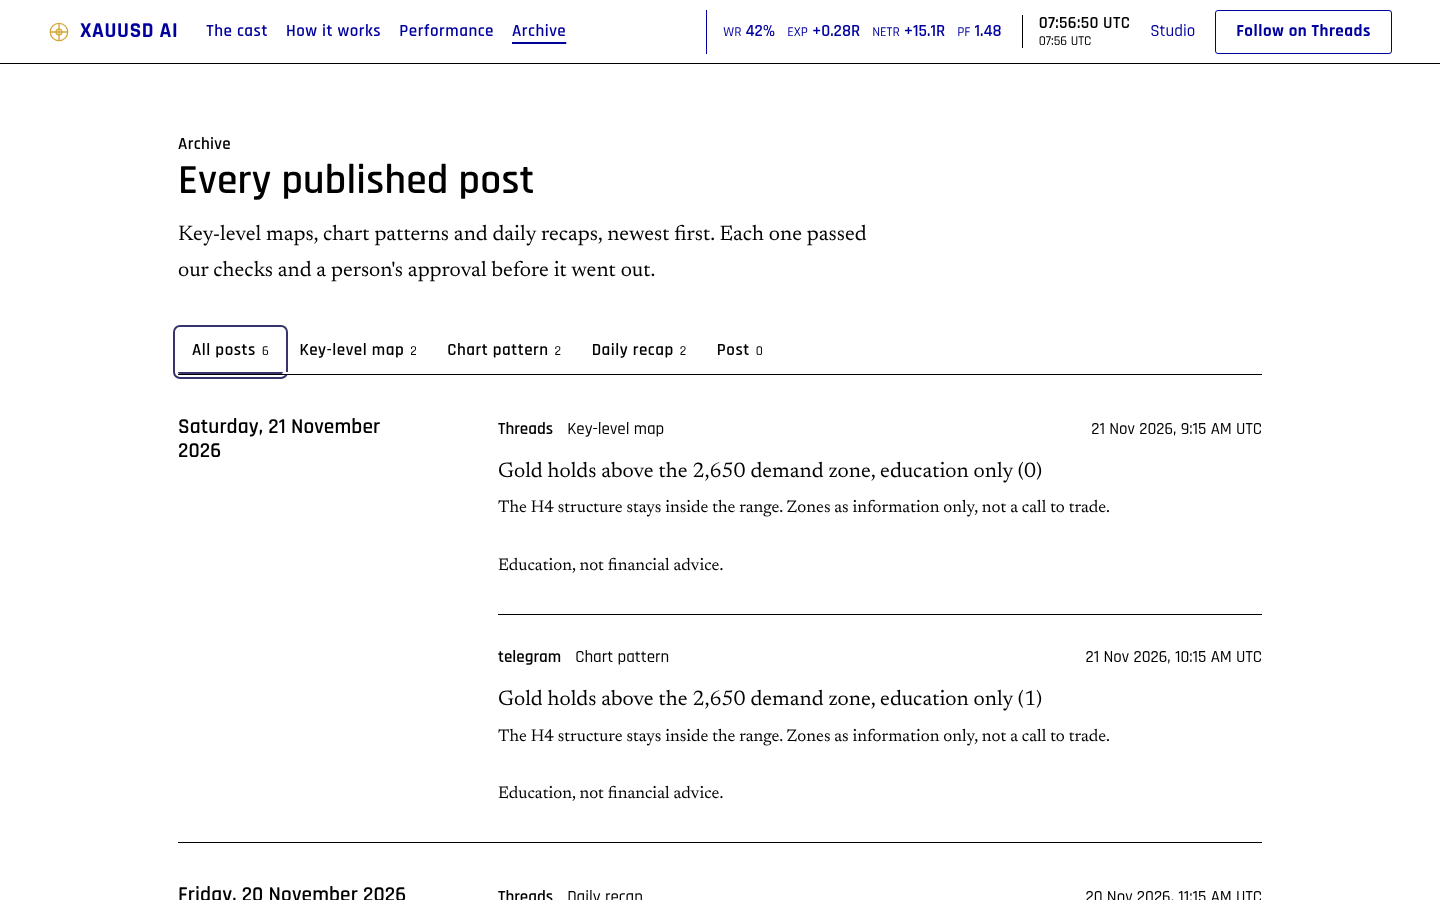 XAUUSD AI The cast How it works Performance Archive WR 42% EXP +0.28R NETR +15.1R PF 1.48 07:56:50 UTC Studio Follow on Threads
07:56 UTC
Archive
Every published post
Key-level maps, chart patterns and daily recaps, newest first. Each one passed
our checks and a person's approval before it went out.
All posts 6 Key-level map 2 Chart pattern 2 Daily recap 2 Post 0
Saturday, 21 November
2026
Threads Key-level map 21 Nov 2026, 9:15 AM UTC
Gold holds above the 2,650 demand zone, education only (0)
The H4 structure stays inside the range. Zones as information only, not a call to trade.
Education, not financial advice.
telegram Chart pattern 21 Nov 2026, 10:15 AM UTC
Gold holds above the 2,650 demand zone, education only (1)
The H4 structure stays inside the range. Zones as information only, not a call to trade.
Education, not financial advice.
Friday, 20 November 2026 Threads Daily recap 20 Nov 2026, 11:15 AM UTC